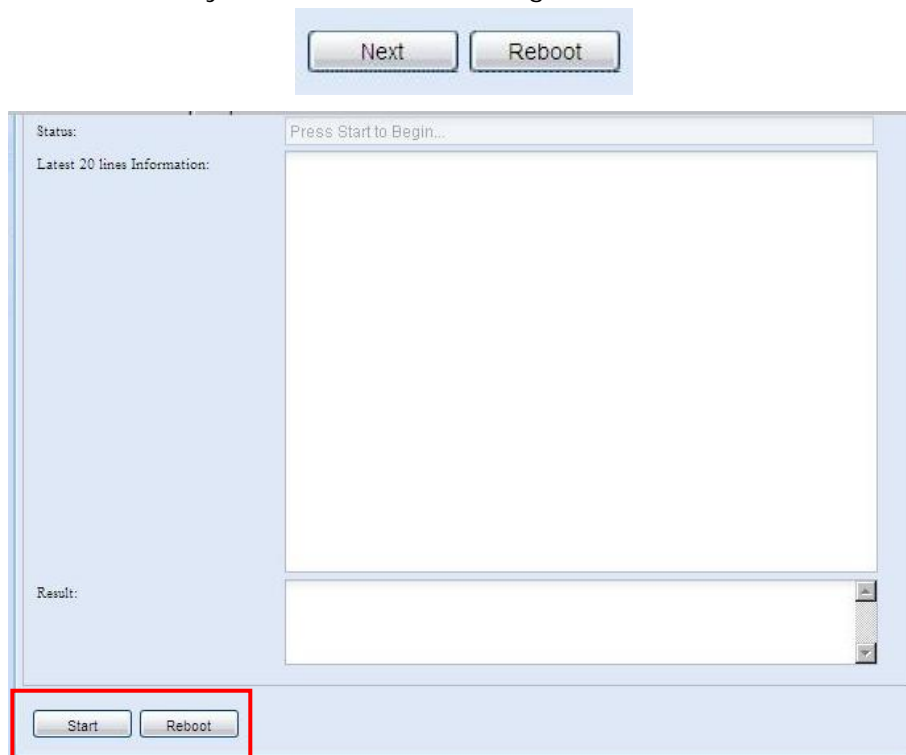 Next Reboot
Status: Press Start to Begin...
Latest 20 lines Information:
Result:
Start Reboot